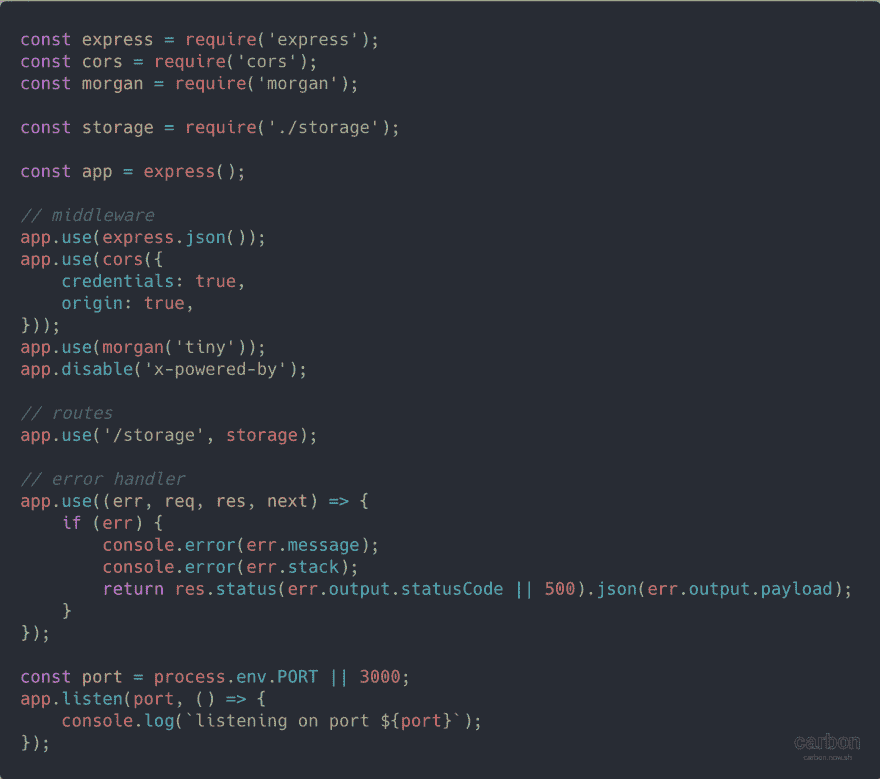 const express = require('express');
const cors = require('cors');
const morgan = require('morgan');

const storage = require('./storage');

const app = express();

// middleware
app.use(express.json());
app.use(cors({
    credentials: true,
    origin: true,
}));
app.use(morgan('tiny'));
app.disable('x-powered-by');

// routes
app.use('/storage', storage);

// error handler
app.use((err, req, res, next) => {
    if (err) {
        console.error(err.message);
        console.error(err.stack);
        return res.status(err.output.statusCode || 500).json(err.output.payload);
    }
});

const port = process.env.PORT || 3000;
app.listen(port, () => {
    console.log(`listening on port ${port}`);
});
carbon
carbon.now.sh